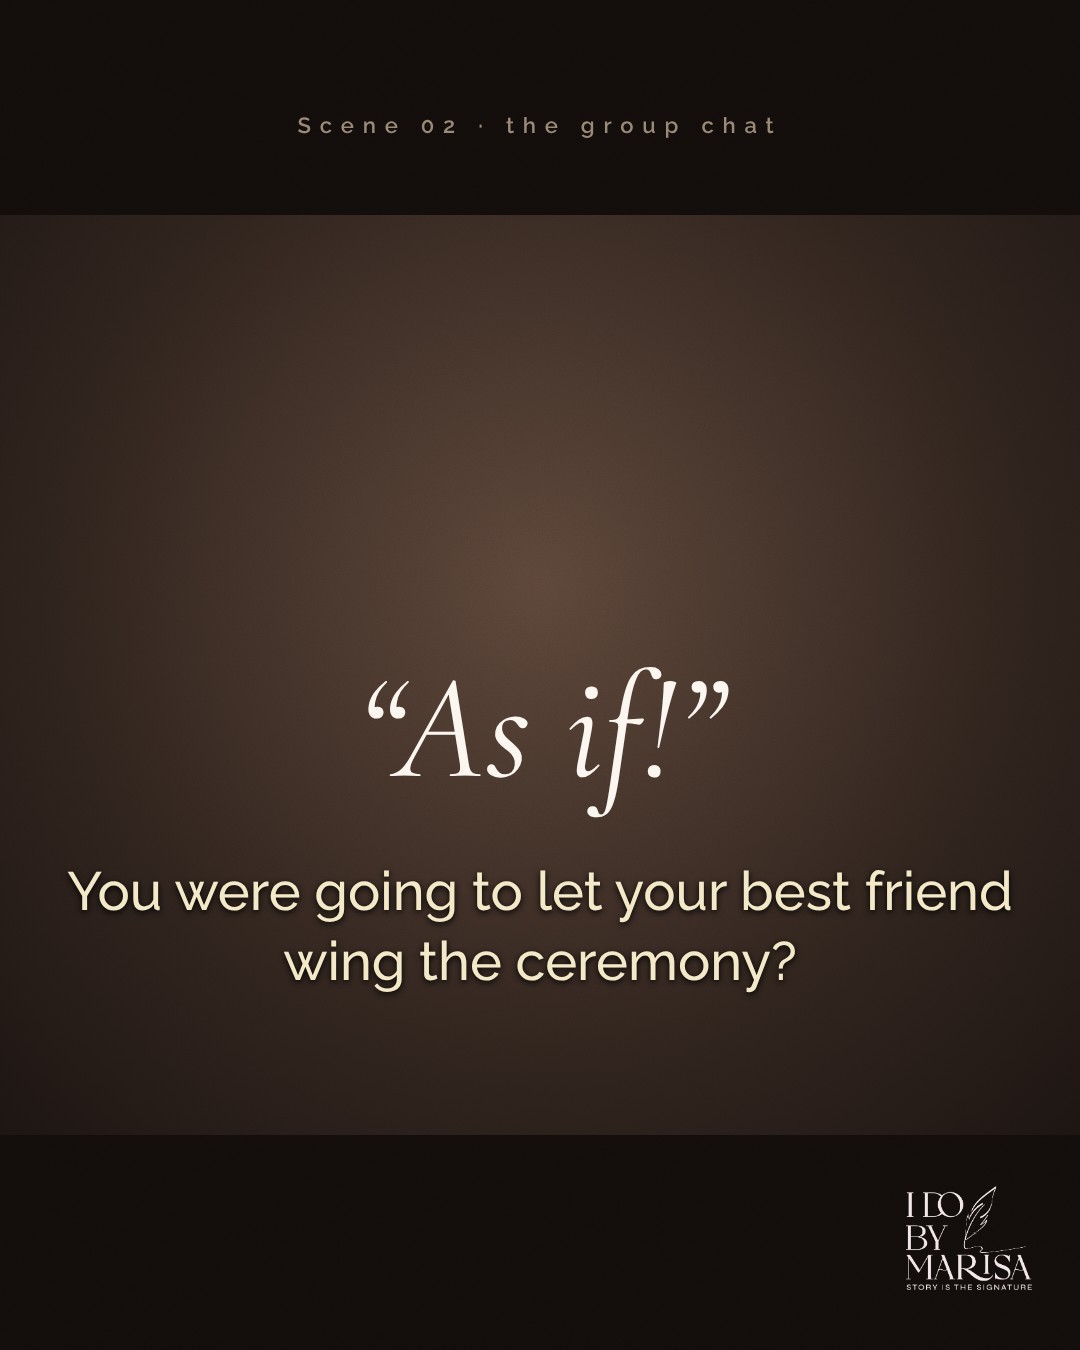 Scene 02 · the group chat
“As if!”
You were going to let your best friend
wing the ceremony?
I DO
BY
MARISA
STORY IS THE SIGNATURE